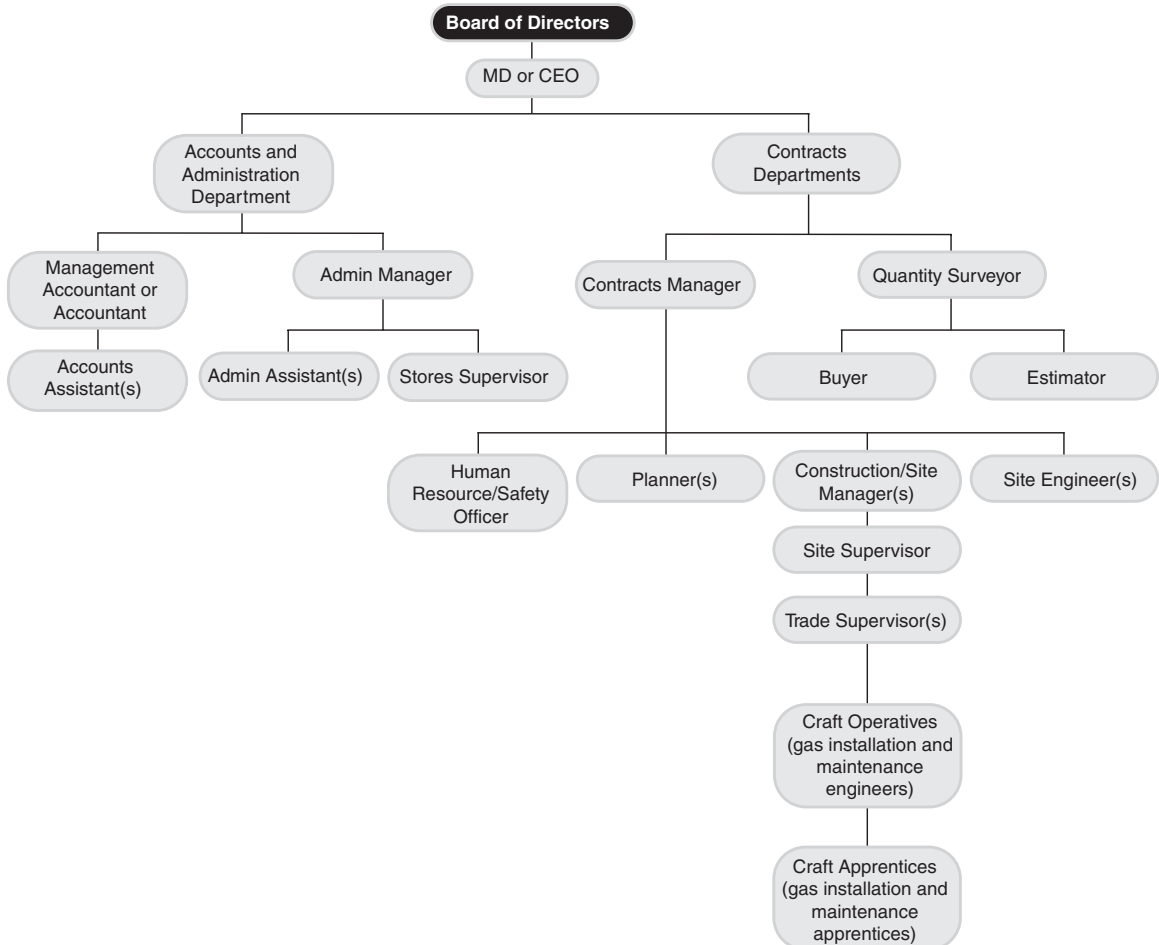 Board of Directors
MD or CEO
Accounts and
Administration
Department
Contracts
Departments
Management
Accountant or
Accountant
Admin Manager
Contracts Manager
Quantity Surveyor
Accounts
Assistant(s)
Admin Assistant(s)
Stores Supervisor
Buyer
Estimator
Human
Resource/Safety
Officer
Planner(s)
Construction/Site
Manager(s)
Site Engineer(s)
Site Supervisor
Trade Supervisor(s)
Craft Operatives
(gas installation and
maintenance
engineers)
Craft Apprentices
(gas installation and
maintenance
apprentices)